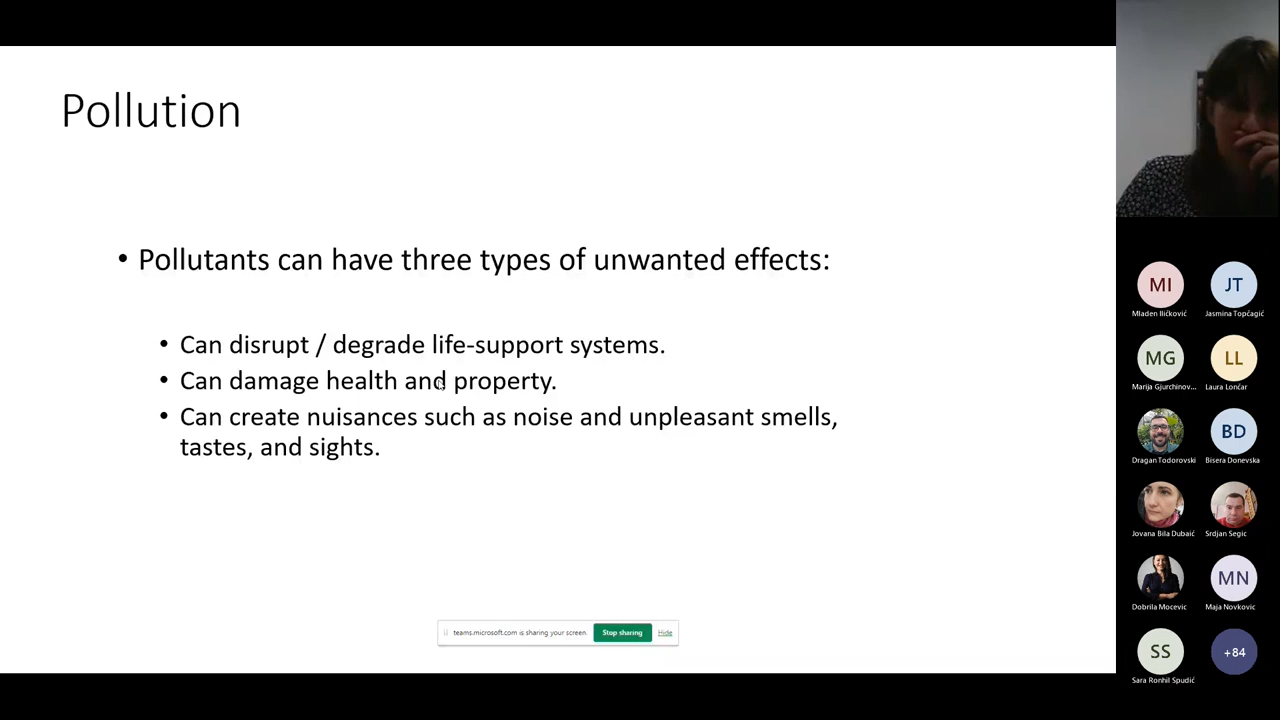 Pollution
• Pollutants can have three types of unwanted effects:
• Can disrupt / degrade life-support systems.
• Can damage health and property.
• Can create nuisances such as noise and unpleasant smells,
tastes, and sights.
teams.microsoft.com is sharing your screen.
Stop sharing
Hide
MI
JT
Mladen Iličković
Jasmina Topčagić
MG
LL
Marija Gjurchinov...
Laura Lončar
BD
Dragan Todorovski
Bisera Donevska
Jovana Bila Dubaić
Srdjan Segic
MN
Dobrila Mocevic
Maja Novkovic
SS
+84
Sara Ronhil Spudić